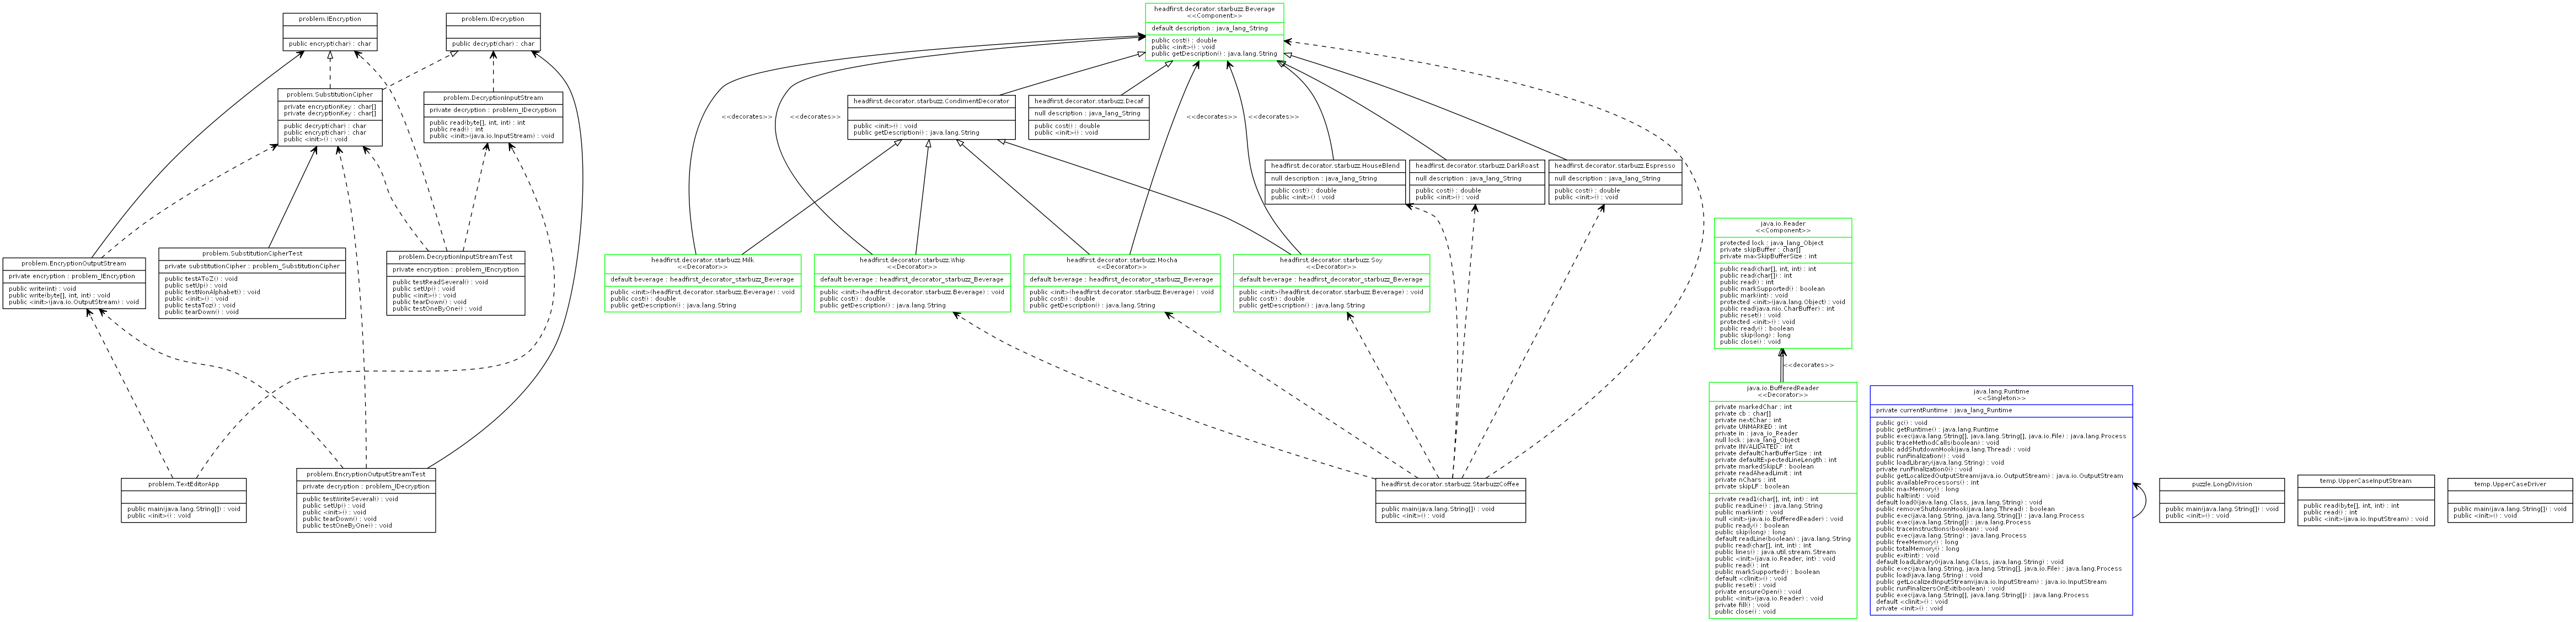 problem.IEncryption
public encrypt(char) : char
problem.IDecryption
public decrypt(char) : char
headfirst.decorator.starbuzz.Beverage
<<Component>>
default description : java_lang_String
public cost() : double
public <init>() : void
public getDescription() : java.lang.String
problem.SubstitutionCipher
private encryptionKey : char[]
private decryptionKey : char[]
public decrypt(char) : char
public encrypt(char) : char
public <init>() : void
problem.DecryptionInputStream
private decryption : problem_IDecryption
public read(byte[], int, int) : int
public read() : int
public <init>(java.io.InputStream) : void
<<decorates>>
<<decorates>>
headfirst.decorator.starbuzz.CondimentDecorator
public <init>() : void
public getDescription() : java.lang.String
headfirst.decorator.starbuzz.Decaf
null description : java_lang_String
public cost() : double
public <init>() : void
<<decorates>>
<<decorates>>
headfirst.decorator.starbuzz.HouseBlend
null description : java_lang_String
public cost() : double
public <init>() : void
headfirst.decorator.starbuzz.DarkRoast
null description : java_lang_String
public cost() : double
public <init>() : void
headfirst.decorator.starbuzz.Espresso
null description : java_lang_String
public cost() : double
public <init>() : void
problem.EncryptionOutputStream
private encryption : problem_IEncryption
public write(int) : void
public write(byte[], int, int) : void
public <init>(java.io.OutputStream) : void
problem.SubstitutionCipherTest
private substitutionCipher : problem_SubstitutionCipher
public testAToZ() : void
public setUp() : void
public testNonAlphabet() : void
public <init>() : void
public testaToz() : void
public tearDown() : void
problem.DecryptionInputStreamTest
private encryption : problem_IEncryption
public testReadSeveral() : void
public setUp() : void
public <init>() : void
public tearDown() : void
public testOneByOne() : void
headfirst.decorator.starbuzz.Milk
<<Decorator>>
default beverage : headfirst_decorator_starbuzz_Beverage
public <init>(headfirst.decorator.starbuzz.Beverage) : void
public cost() : double
public getDescription() : java.lang.String
headfirst.decorator.starbuzz.Whip
<<Decorator>>
default beverage : headfirst_decorator_starbuzz_Beverage
public <init>(headfirst.decorator.starbuzz.Beverage) : void
public cost() : double
public getDescription() : java.lang.String
headfirst.decorator.starbuzz.Mocha
<<Decorator>>
default beverage : headfirst_decorator_starbuzz_Beverage
public <init>(headfirst.decorator.starbuzz.Beverage) : void
public cost() : double
public getDescription() : java.lang.String
headfirst.decorator.starbuzz.Soy
<<Decorator>>
default beverage : headfirst_decorator_starbuzz_Beverage
public <init>(headfirst.decorator.starbuzz.Beverage) : void
public cost() : double
public getDescription() : java.lang.String
java.io.Reader
<<Component>>
protected lock : java_lang_Object
private skipBuffer : char[]
private maxSkipBufferSize : int
public read(char[], int, int) : int
public read(char[]) : int
public read() : int
public markSupported() : boolean
public mark(int) : void
protected <init>(java.lang.Object) : void
public read(java.nio.CharBuffer) : int
public reset() : void
protected <init>() : void
public ready() : boolean
public skip(long) : long
public close() : void
<<decorates>>
problem.TextEditorApp
public main(java.lang.String[]) : void
public <init>() : void
problem.EncryptionOutputStreamTest
private decryption : problem_IDecryption
public testWriteSeveral() : void
public setUp() : void
public <init>() : void
public tearDown() : void
public testOneByOne() : void
headfirst.decorator.starbuzz.StarbuzzCoffee
public main(java.lang.String[]) : void
public <init>() : void
java.io.BufferedReader
<<Decorator>>
private markedChar : int
private cb : char[]
private nextChar : int
private UNMARKED : int
private in : java_io_Reader
null lock : java_lang_Object
private INVALIDATED : int
private defaultCharBufferSize : int
private defaultExpectedLineLength : int
private markedSkipLF : boolean
private readAheadLimit : int
private nChars : int
private skipLF : boolean
private read1(char[], int, int) : int
public readLine() : java.lang.String
public mark(int) : void
null <init>(java.io.BufferedReader) : void
public ready() : boolean
public skip(long) : long
default readLine(boolean) : java.lang.String
public read(char[], int, int) : int
public lines() : java.util.stream.Stream
public <init>(java.io.Reader, int) : void
public read() : int
public markSupported() : boolean
default <clinit>() : void
public reset() : void
private ensureOpen() : void
public <init>(java.io.Reader) : void
private fill() : void
public close() : void
java.lang.Runtime
<<Singleton>>
private currentRuntime : java_lang_Runtime
public gc() : void
public getRuntime() : java.lang.Runtime
public exec(java.lang.String[], java.lang.String[], java.io.File) : java.lang.Process
public traceMethodCalls(boolean) : void
public addShutdownHook(java.lang.Thread) : void
public runFinalization() : void
public loadLibrary(java.lang.String) : void
private runFinalization0() : void
public getLocalizedOutputStream(java.io.OutputStream) : java.io.OutputStream
public availableProcessors() : int
public maxMemory() : long
public halt(int) : void
default load0(java.lang.Class, java.lang.String) : void
public removeShutdownHook(java.lang.Thread) : boolean
public exec(java.lang.String, java.lang.String[]) : java.lang.Process
public exec(java.lang.String[]) : java.lang.Process
public traceInstructions(boolean) : void
public exec(java.lang.String) : java.lang.Process
public freeMemory() : long
public totalMemory() : long
public exit(int) : void
default loadLibrary0(java.lang.Class, java.lang.String) : void
public exec(java.lang.String, java.lang.String[], java.io.File) : java.lang.Process
public load(java.lang.String) : void
public getLocalizedInputStream(java.io.InputStream) : java.io.InputStream
public runFinalizersOnExit(boolean) : void
public exec(java.lang.String[], java.lang.String[]) : java.lang.Process
default <clinit>() : void
private <init>() : void
puzzle.LongDivision
public main(java.lang.String[]) : void
public <init>() : void
temp.UpperCaseInputStream
public read(byte[], int, int) : int
public read() : int
public <init>(java.io.InputStream) : void
temp.UpperCaseDriver
public main(java.lang.String[]) : void
public <init>() : void